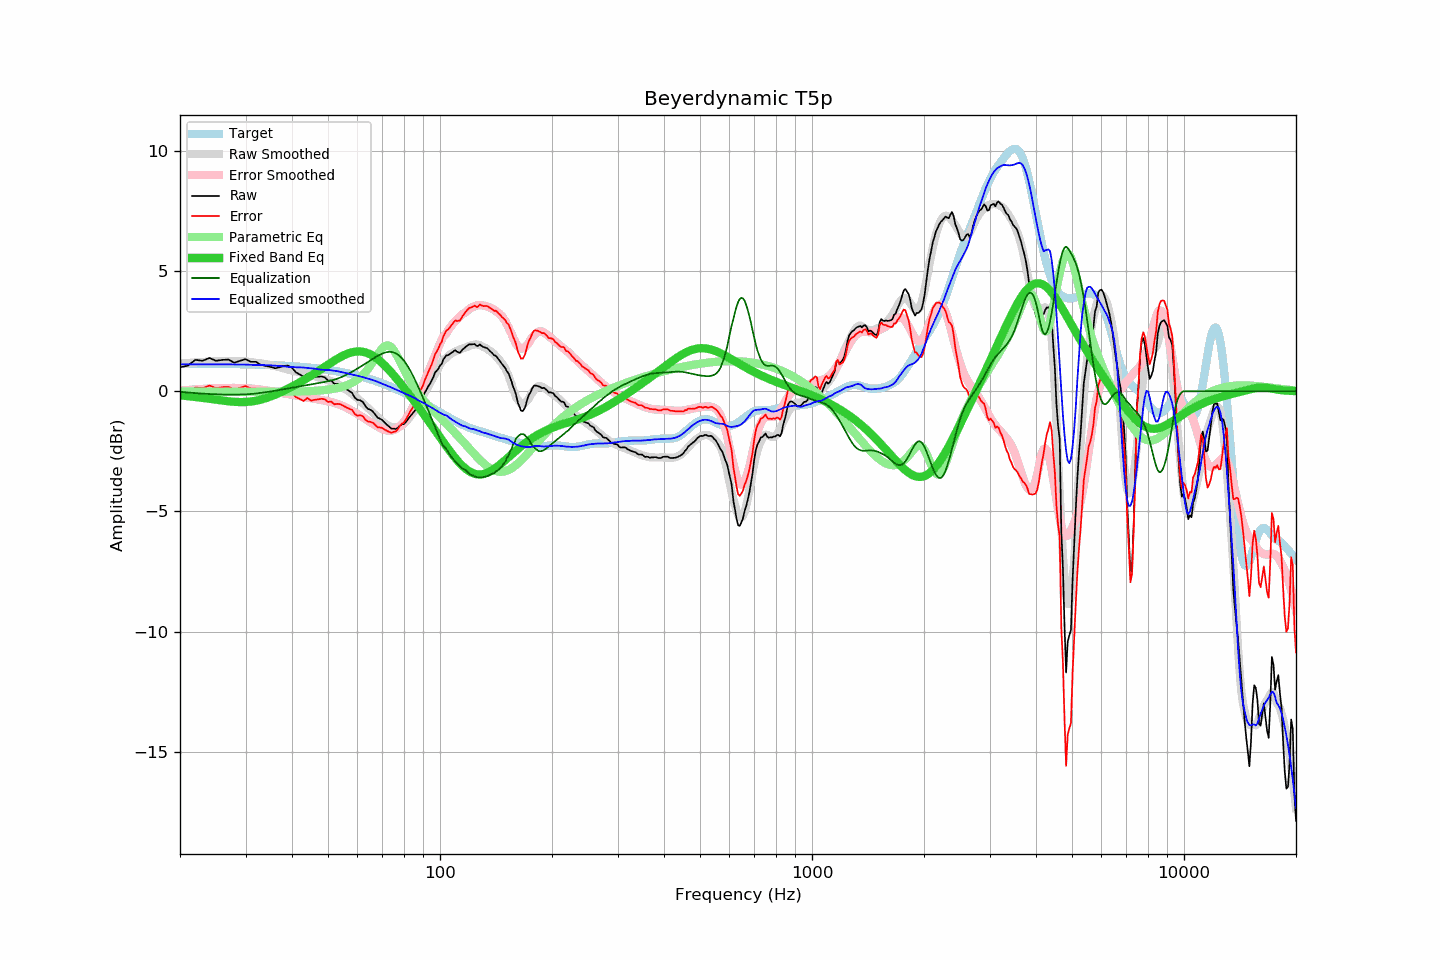 Beyerdynamic T5p
Target
Raw Smoothed
Error Smoothed
Raw
Error
Parametric Eq
Fixed Band Eq
Equalization
Equalized smoothed
10
5
0
−5
−10
−15
Amplitude (dBr)
100
1000
10000
Frequency (Hz)